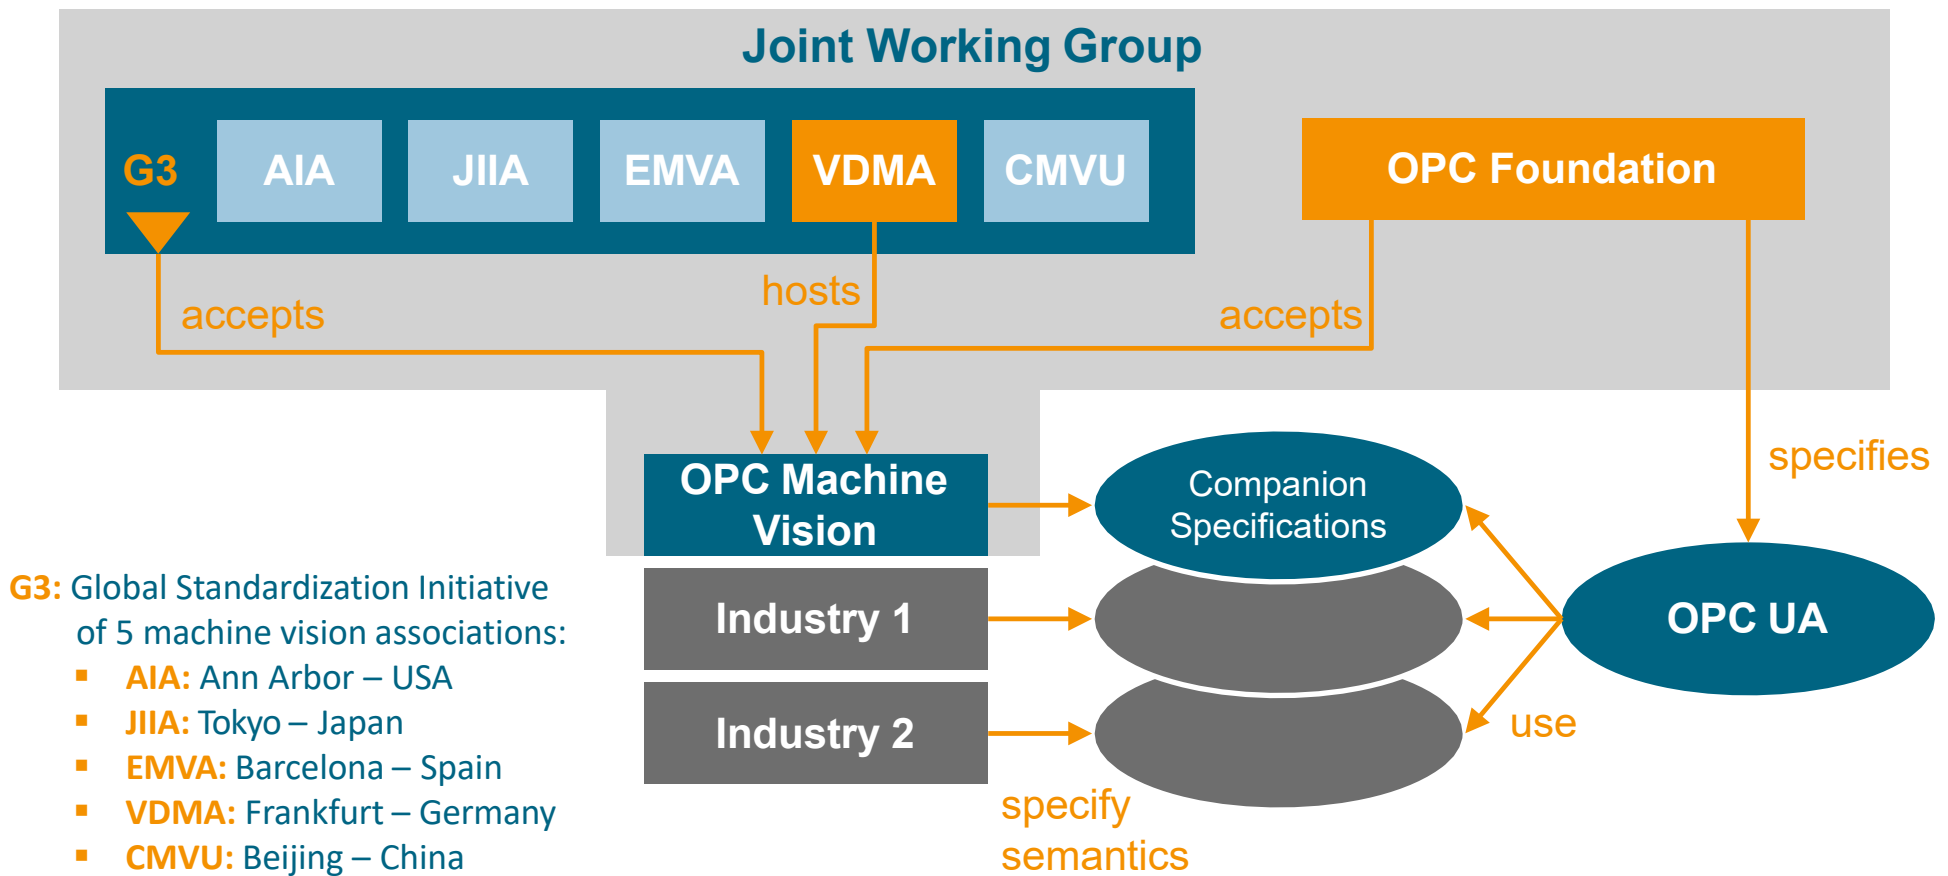 Joint Working Group
G3
AIA
JIIA
EMVA
VDMA
CMVU
OPC Foundation
accepts
hosts
accepts
specifies
OPC Machine
Vision
Companion
Specifications
OPC UA
Industry 1
Industry 2
use
specify
semantics
G3: Global Standardization Initiative
of 5 machine vision associations:
▪ AIA: Ann Arbor – USA
▪ JIIA: Tokyo – Japan
▪ EMVA: Barcelona – Spain
▪ VDMA: Frankfurt – Germany
▪ CMVU: Beijing – China